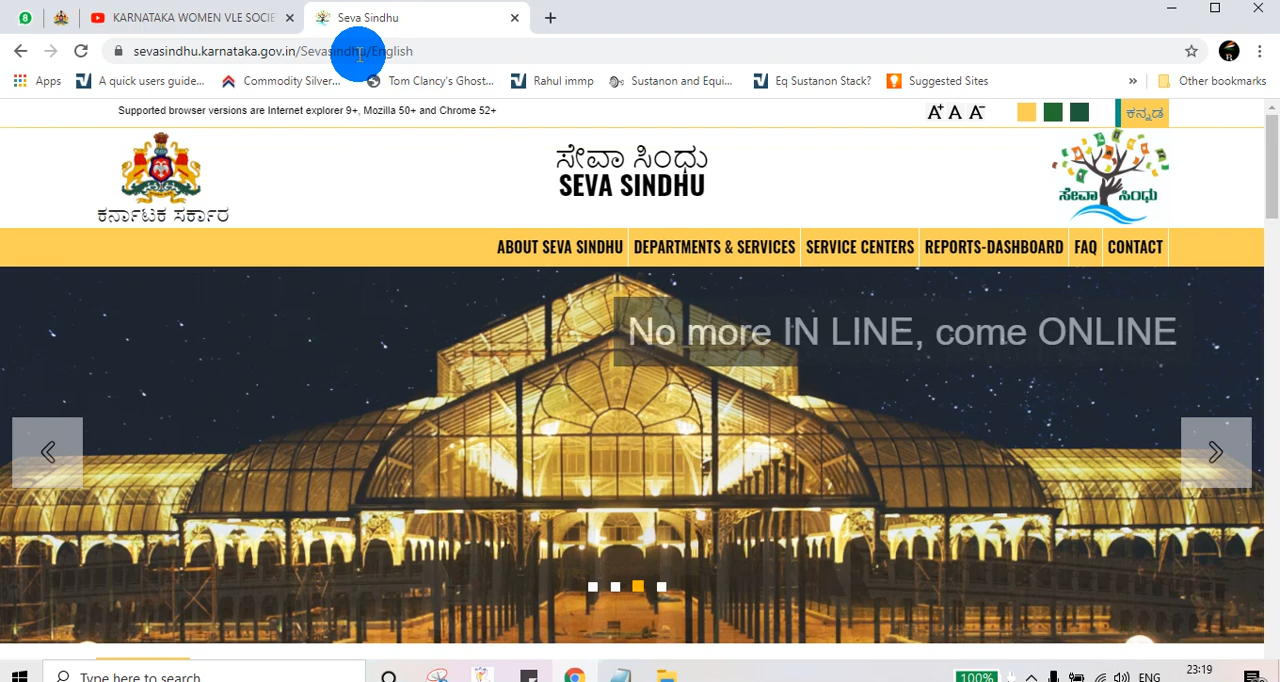 8 KARNATAKA WOMEN VLE SOCIE Seva Sindhu
sevasindhu.karnataka.gov.in/Sevasindhu/English
Apps A quick users guide... Commodity Silver... Tom Clancy's Ghost... Rahul immp Sustanon and Equi... Eq Sustanon Stack? Suggested Sites » Other bookmarks
Supported browser versions are Internet explorer 9+, Mozilla 50+ and Chrome 52+ A+ A A- ಕನ್ನಡ
ಸೇವಾ ಸಿಂಧು
SEVA SINDHU
ಸೇವಾ ಸಿಂಧು
ಕರ್ನಾಟಕ ಸರ್ಕಾರ
ABOUT SEVA SINDHU DEPARTMENTS & SERVICES SERVICE CENTERS REPORTS-DASHBOARD FAQ CONTACT
No more IN LINE, come ONLINE
Type here to search 100% ENG 23:19